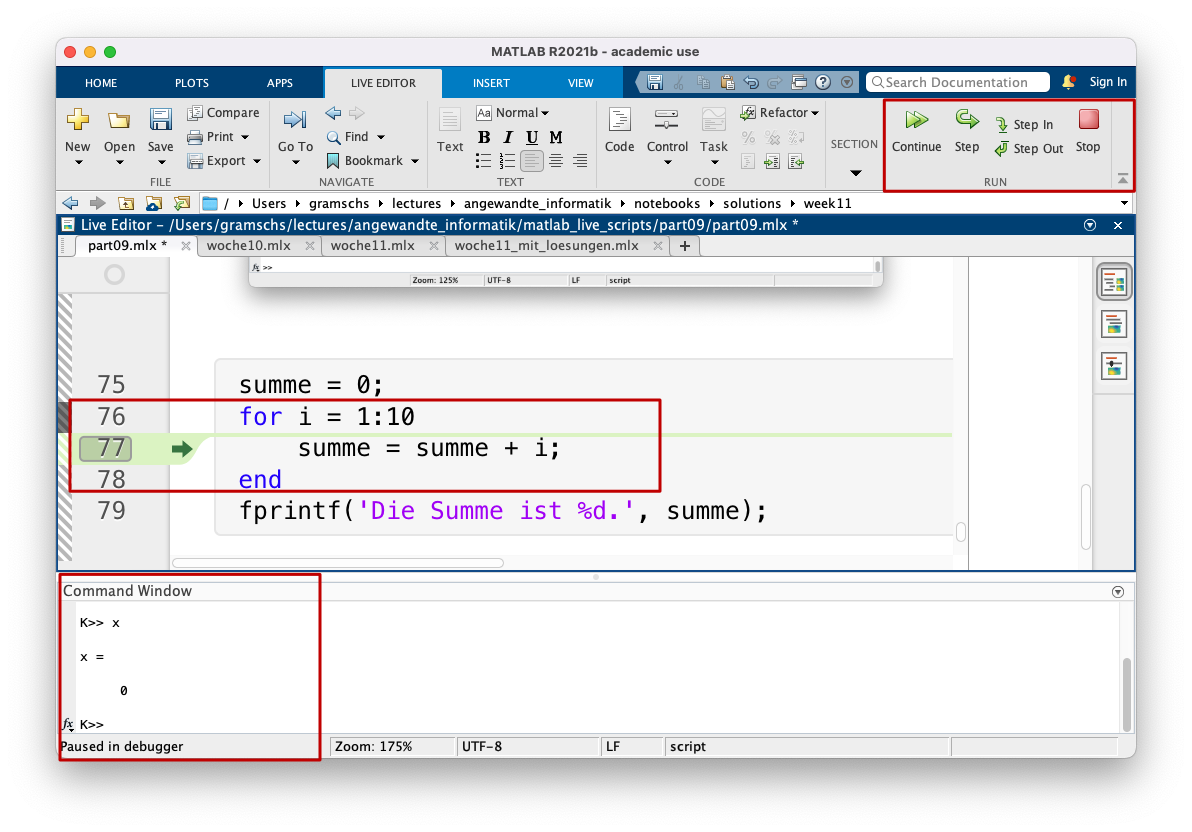 MATLAB R2021b - academic use
HOME PLOTS APPS LIVE EDITOR INSERT VIEW Search Documentation Sign In
New Open Save Compare Print Export
FILE
Go To Find Bookmark
NAVIGATE
Text Aa Normal
B I U M
TEXT
Code Control Task Refactor
CODE
SECTION
Continue Step Step In Step Out Stop
RUN
/ Users gramschs lectures angewandte_informatik notebooks solutions week11
Live Editor - /Users/gramschs/lectures/angewandte_informatik/matlab_live_scripts/part09/part09.mlx *
part09.mlx * woche10.mlx woche11.mlx woche11_mit_loesungen.mlx +
fx >>
Zoom: 125% UTF-8 LF script
75 summe = 0;
76 for i = 1:10
77 summe = summe + i;
78 end
79 fprintf('Die Summe ist %d.', summe);
Command Window
K>> x
x =
0
fx K>>
Paused in debugger Zoom: 175% UTF-8 LF script